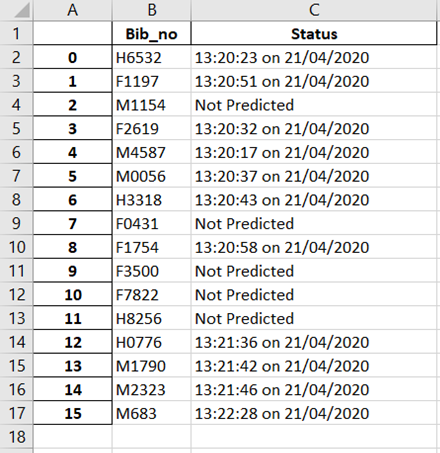 A B C
1 Bib_no Status
2 0 H6532 13:20:23 on 21/04/2020
3 1 F1197 13:20:51 on 21/04/2020
4 2 M1154 Not Predicted
5 3 F2619 13:20:32 on 21/04/2020
6 4 M4587 13:20:17 on 21/04/2020
7 5 M0056 13:20:37 on 21/04/2020
8 6 H3318 13:20:43 on 21/04/2020
9 7 F0431 Not Predicted
10 8 F1754 13:20:58 on 21/04/2020
11 9 F3500 Not Predicted
12 10 F7822 Not Predicted
13 11 H8256 Not Predicted
14 12 H0776 13:21:36 on 21/04/2020
15 13 M1790 13:21:42 on 21/04/2020
16 14 M2323 13:21:46 on 21/04/2020
17 15 M683 13:22:28 on 21/04/2020
18